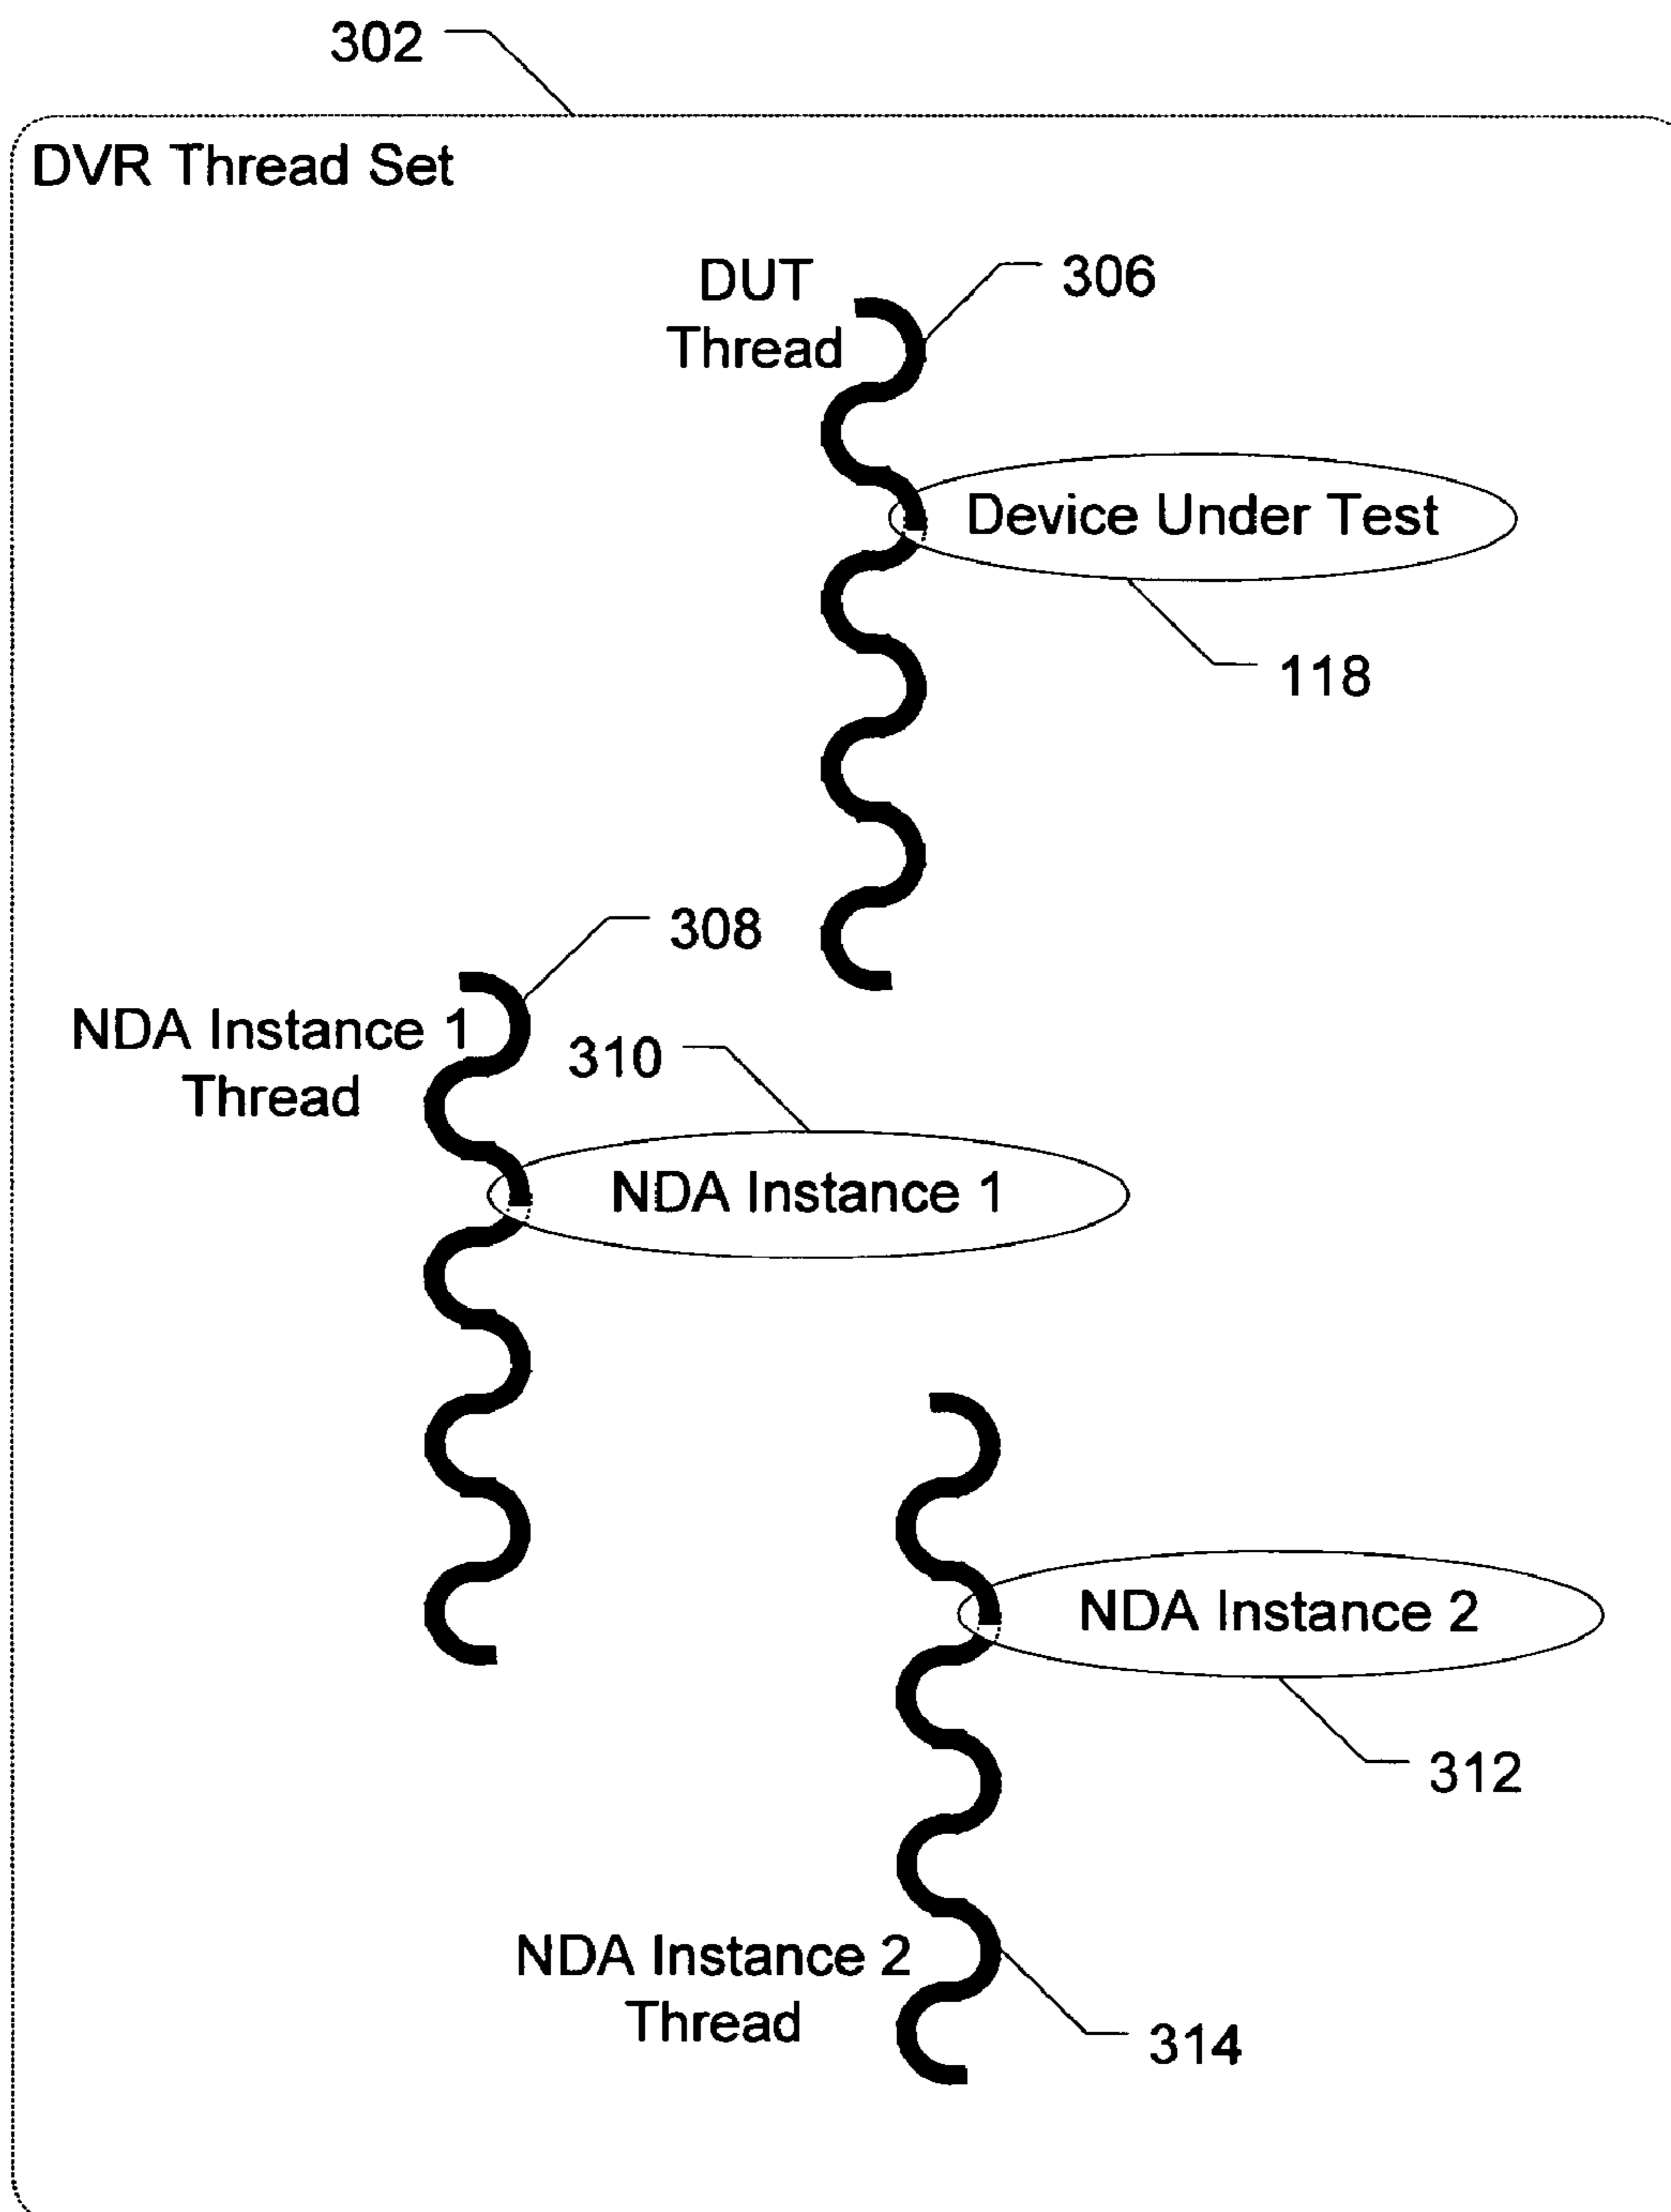 302
DVR Thread Set
DUT
Thread
306
Device Under Test
118
308
NDA Instance 1
Thread
310
NDA Instance 1
NDA Instance 2
312
NDA Instance 2
Thread
314